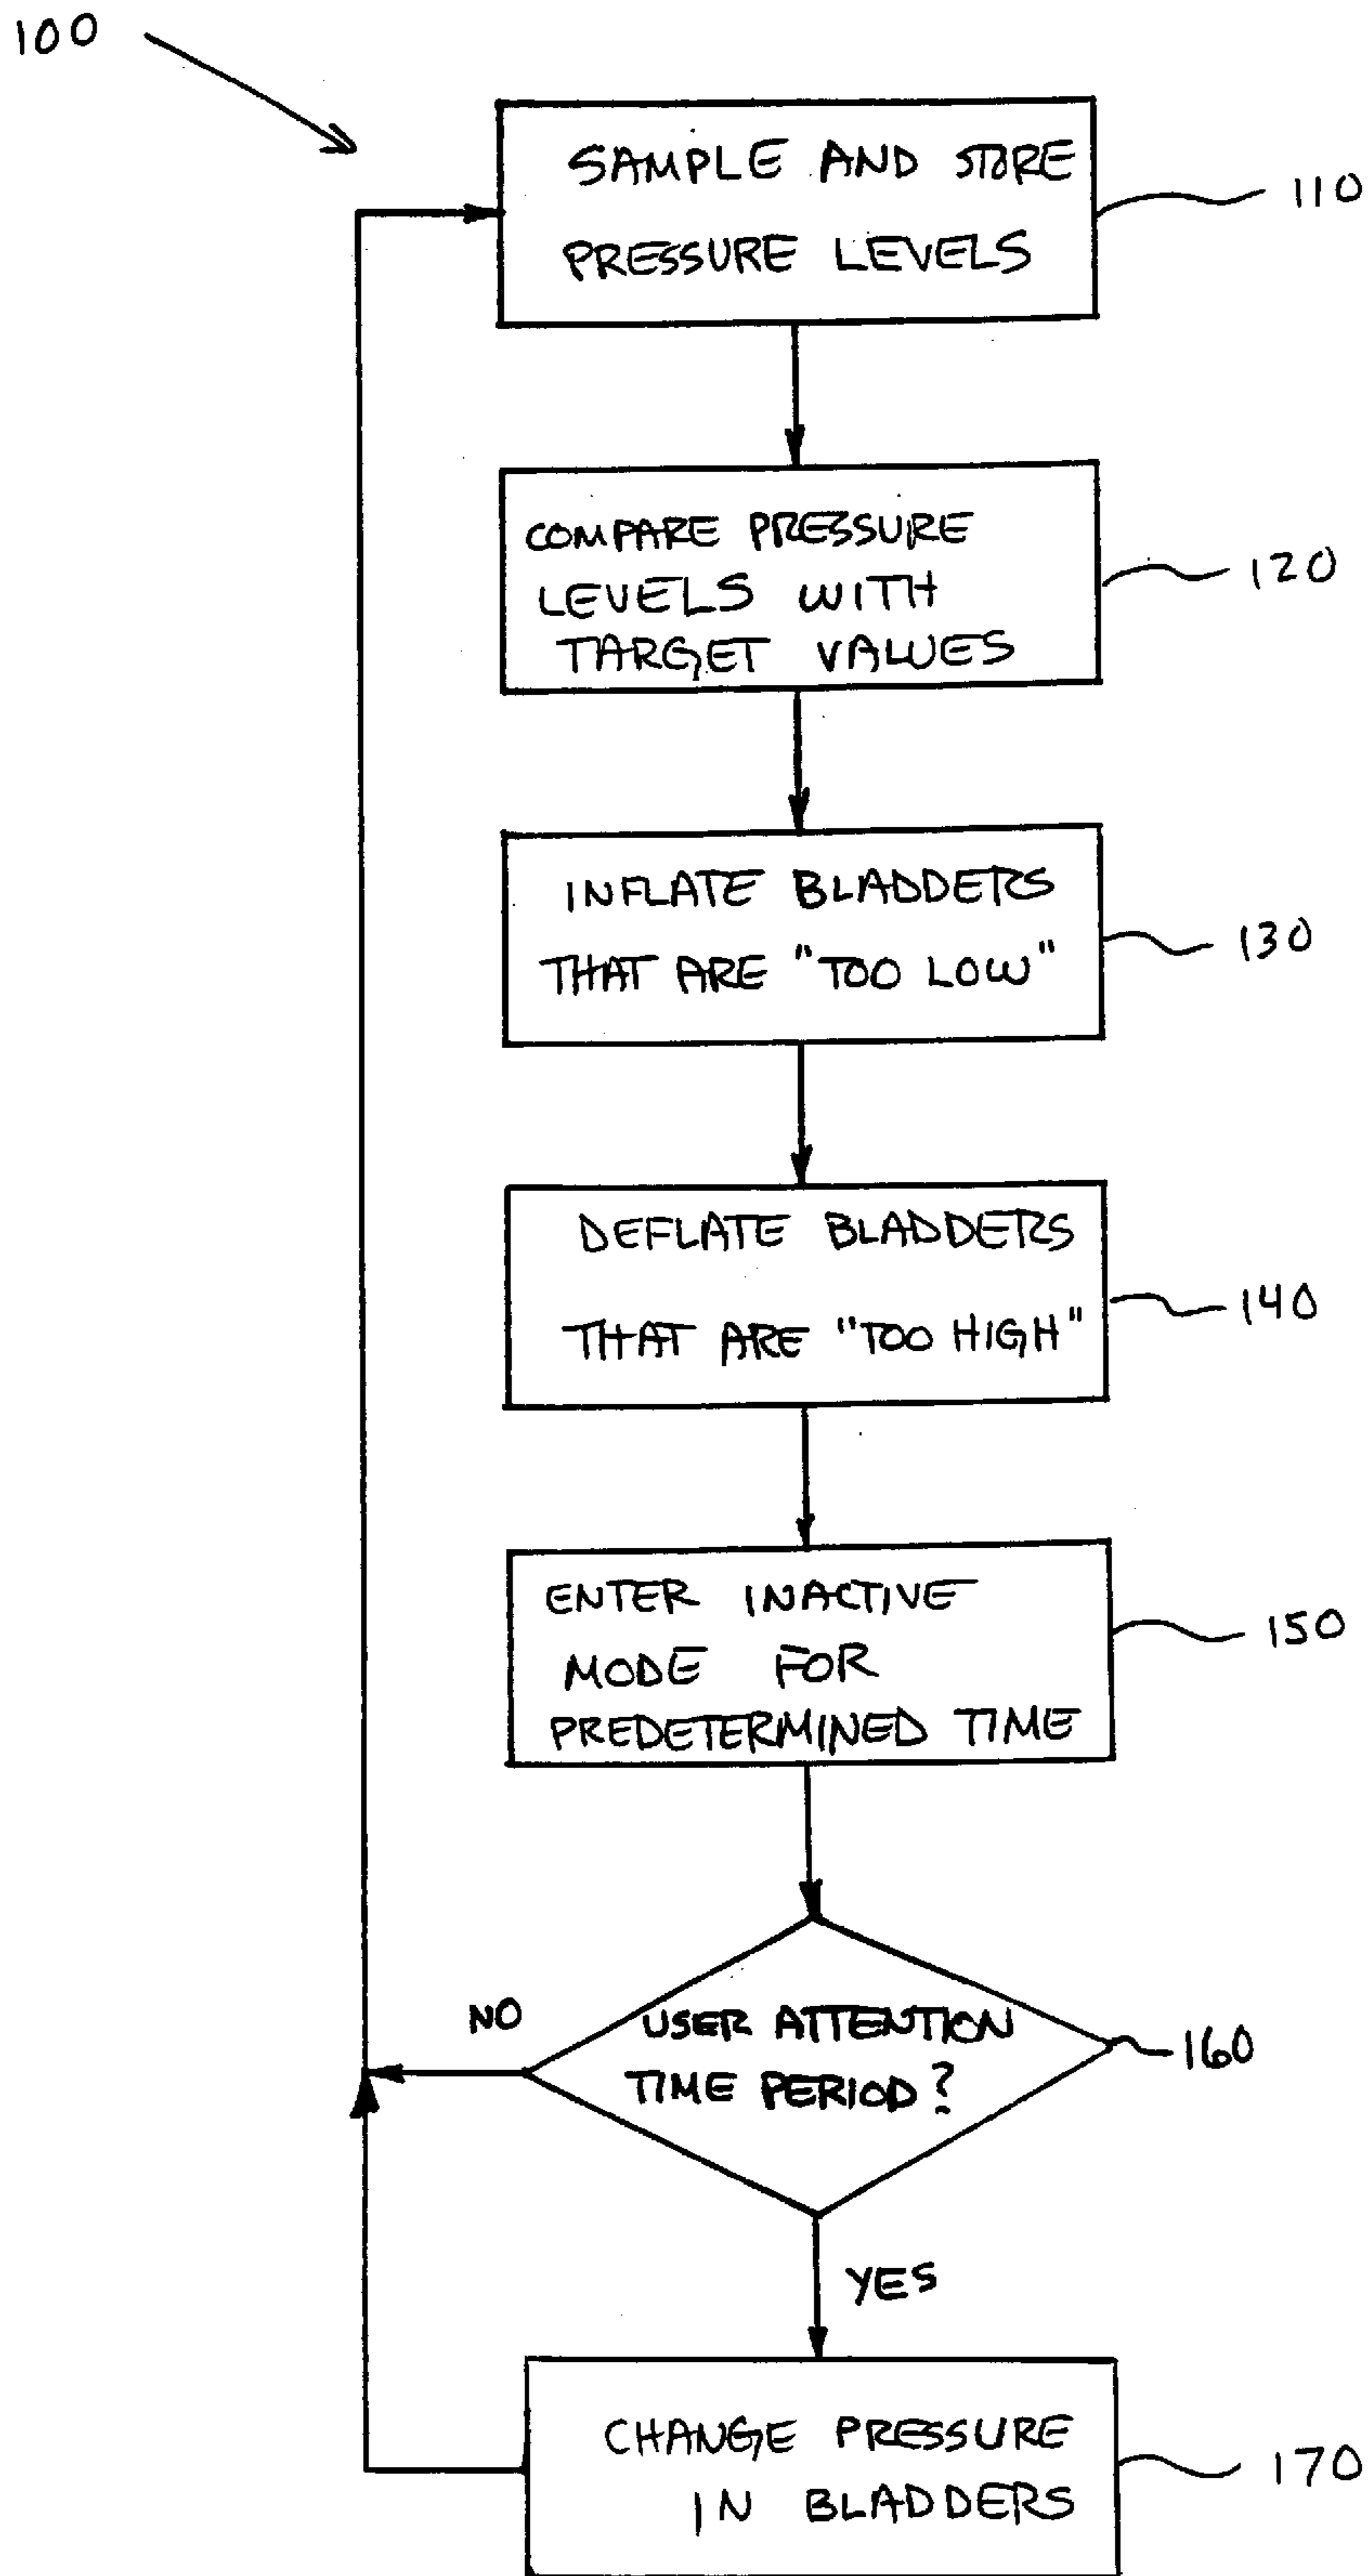 100
SAMPLE AND STORE
PRESSURE LEVELS
110
COMPARE PRESSURE
LEVELS WITH
TARGET VALUES
120
INFLATE BLADDERS
THAT ARE "TOO LOW"
130
DEFLATE BLADDERS
THAT ARE "TOO HIGH"
140
ENTER INACTIVE
MODE FOR
PREDETERMINED TIME
150
NO
USER ATTENTION
TIME PERIOD?
160
YES
CHANGE PRESSURE
IN BLADDERS
170